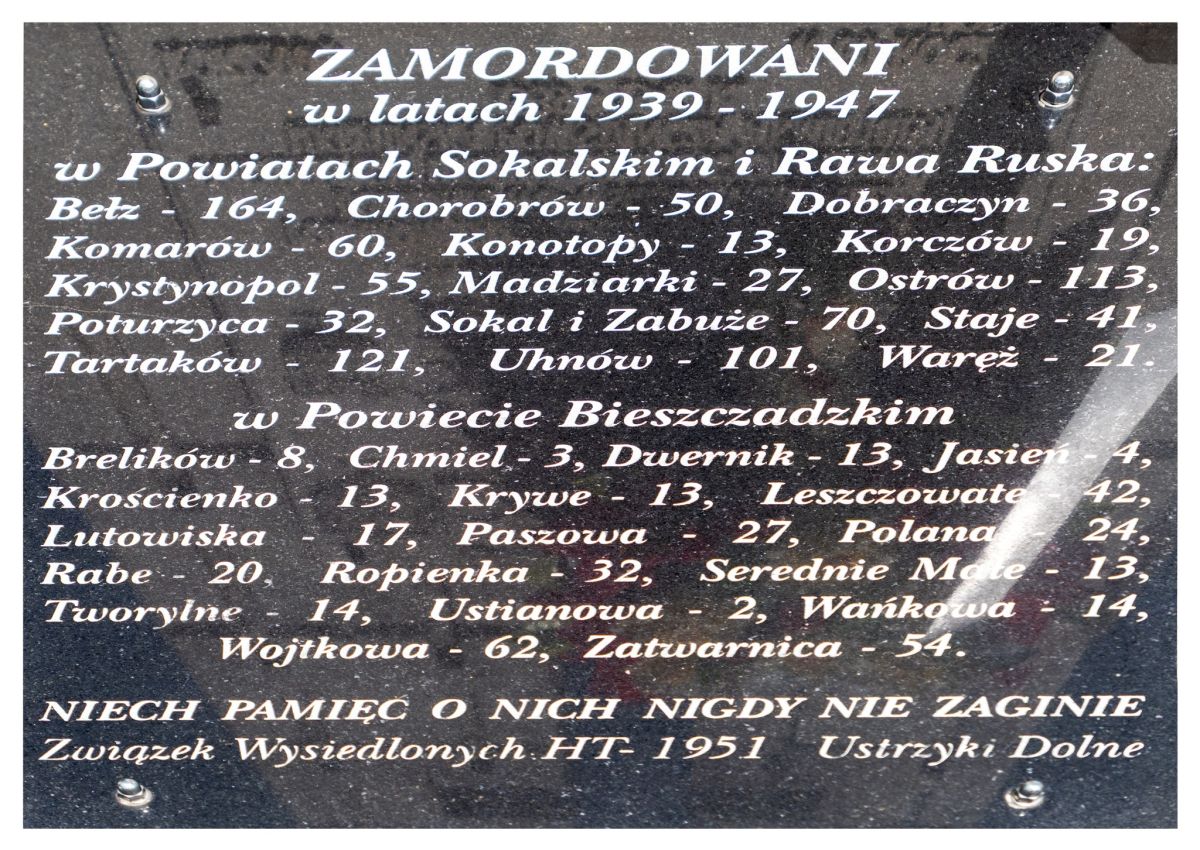 ZAMORDOWANI
w latach 1939 - 1947
w Powiatach Sokalskim i Rawa Ruska:
Bełz - 164, Chorobrów - 50, Dobraczyn - 36,
Komarów - 60, Konotopy - 13, Korczów - 19,
Krystynopol - 55, Madziarki - 27, Ostrów - 113,
Poturzyca - 32, Sokal i Zabuże - 70, Staje - 41,
Tartaków - 121, Uhnów - 101, Waręż - 21.
w Powiecie Bieszczadzkim
Brelików - 8, Chmiel - 3, Dwernik - 13, Jasień - 4,
Krościenko - 13, Krywe - 13, Leszczowate - 42,
Lutowiska - 17, Paszowa - 27, Polana - 24,
Rabe - 20, Ropienka - 32, Serednie Małe - 13,
Tworylne - 14, Ustianowa - 2, Wańkowa - 14,
Wojtkowa - 62, Zatwarnica - 54.
NIECH PAMIĘĆ O NICH NIGDY NIE ZAGINIE
Związek Wysiedlonych HT- 1951 Ustrzyki Dolne